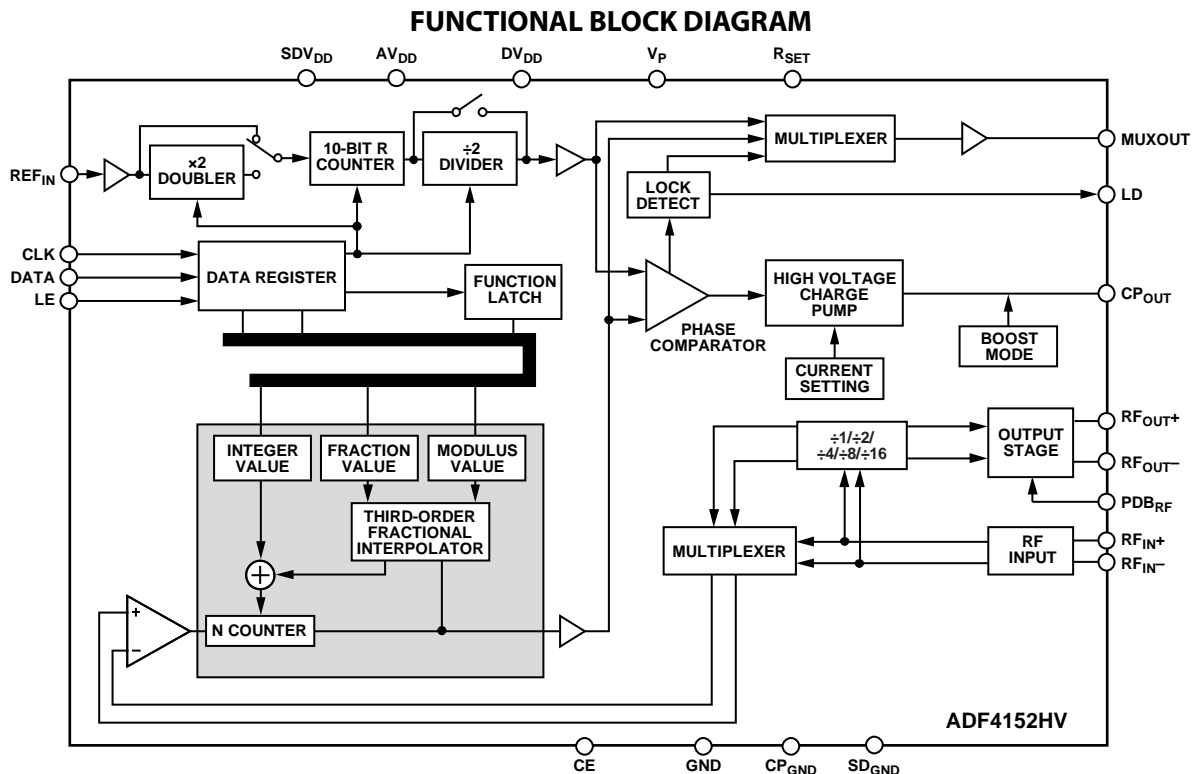 FUNCTIONAL BLOCK DIAGRAM
SDVDD
AVDD
DVDD
VP
RSET
REFIN
×2
DOUBLER
10-BIT R
COUNTER
÷2
DIVIDER
MULTIPLEXER
MUXOUT
LOCK
DETECT
LD
CLK
DATA
LE
DATA REGISTER
FUNCTION
LATCH
PHASE
COMPARATOR
HIGH VOLTAGE
CHARGE
PUMP
CPOUT
CURRENT
SETTING
BOOST
MODE
INTEGER
VALUE
FRACTION
VALUE
MODULUS
VALUE
THIRD-ORDER
FRACTIONAL
INTERPOLATOR
+
N COUNTER
+
−
÷1/÷2/
÷4/÷8/÷16
OUTPUT
STAGE
RFOUT+
RFOUT−
PDBRF
MULTIPLEXER
RF
INPUT
RFIN+
RFIN−
ADF4152HV
CE
GND
CPGND
SDGND